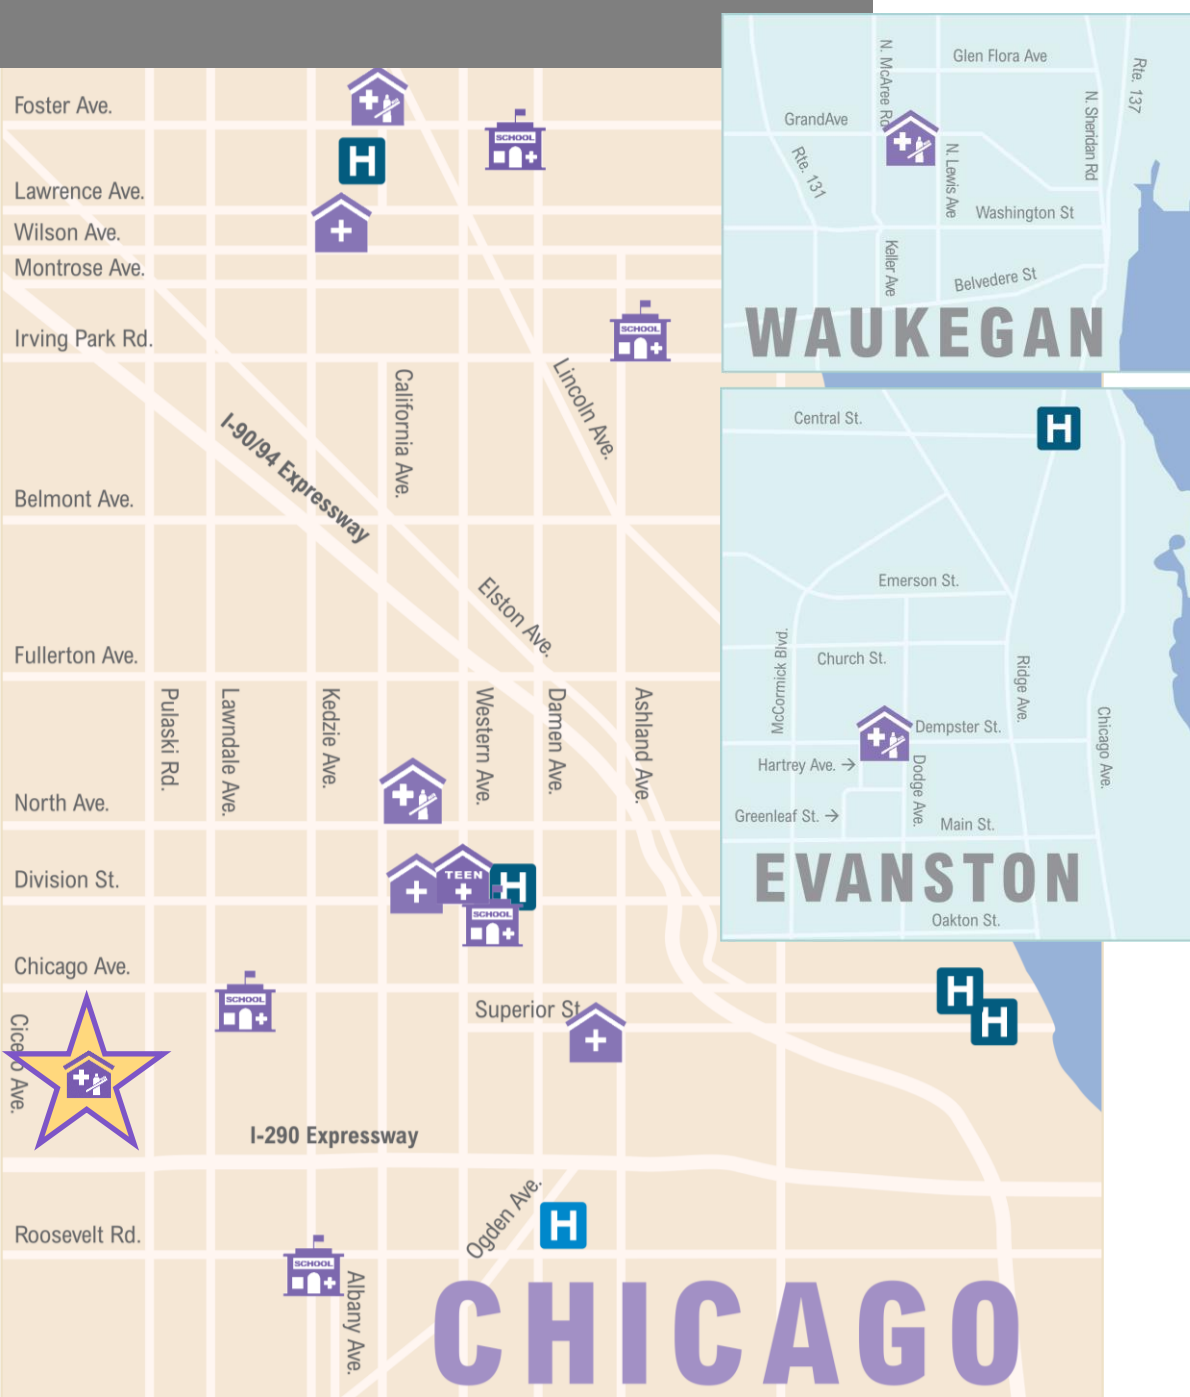 Foster Ave.
SCHOOL
H
Lawrence Ave.
Wilson Ave.
Montrose Ave.
SCHOOL
Irving Park Rd.
Lincoln Ave.
California Ave.
I-90/94 Expressway
Belmont Ave.
Elston Ave.
Fullerton Ave.
Pulaski Rd.
Lawndale Ave.
Kedzie Ave.
Western Ave.
Damen Ave.
Ashland Ave.
North Ave.
Division St.
TEEN
H
SCHOOL
Chicago Ave.
SCHOOL
Superior St.
H
H
Cicero Ave.
I-290 Expressway
Ogden Ave.
H
Roosevelt Rd.
SCHOOL
Albany Ave.
CHICAGO
Glen Flora Ave
N. McAree Rd
Rte. 137
N. Sheridan Rd
GrandAve
Rte. 131
N. Lewis Ave
Washington St
Keller Ave
Belvedere St
WAUKEGAN
Central St.
H
Emerson St.
McCormick Blvd.
Church St.
Ridge Ave.
Dempster St.
Chicago Ave.
Hartrey Ave. →
Dodge Ave.
Greenleaf St. →
Main St.
EVANSTON
Oakton St.